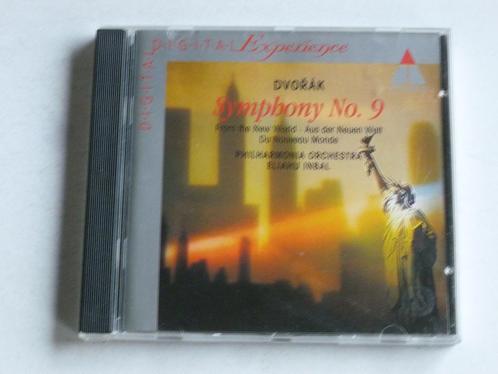 DIGITAL Experience
DIGITAL
DVOŘÁK
Symphony No. 9
From the New World · Aus der Neuen Welt
Du Nouveau Monde
PHILHARMONIA ORCHESTRA
ELIAHU INBAL